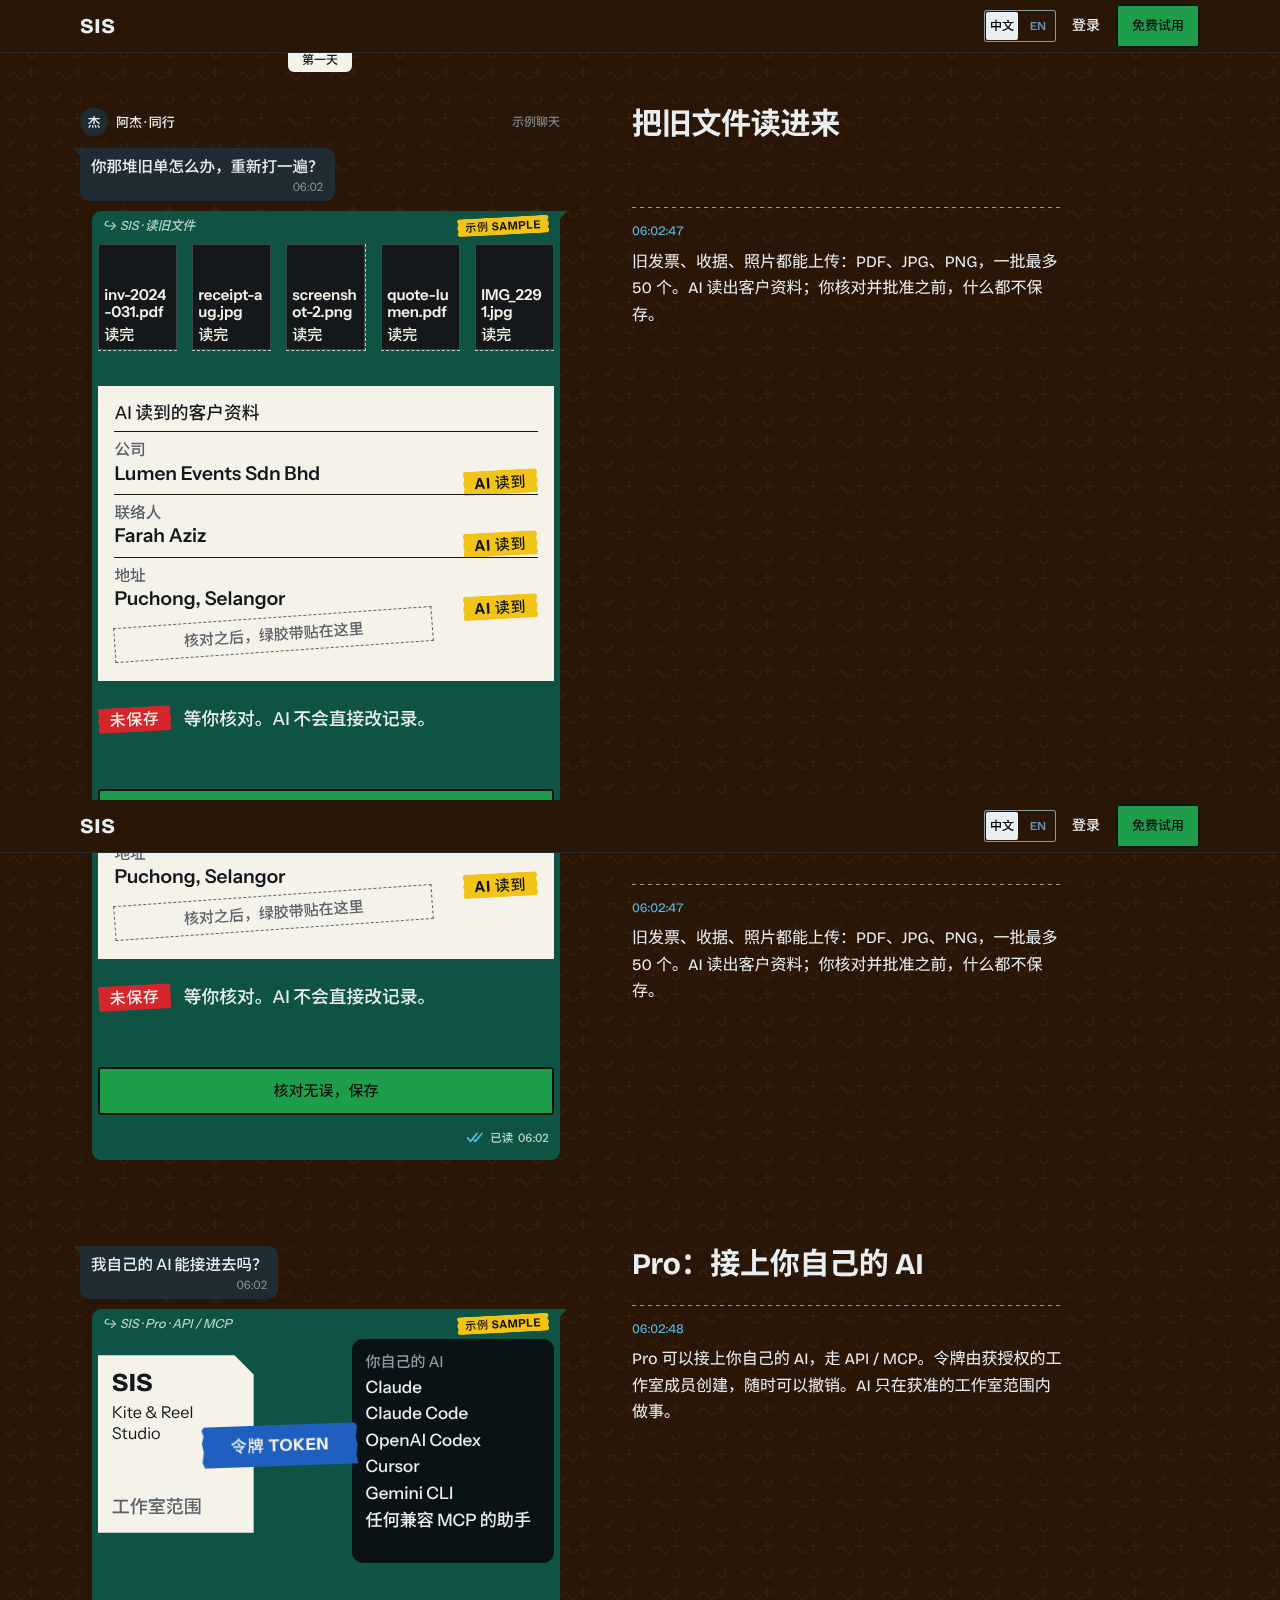 SIS
中文
EN
登录
免费试用
第一天
杰
阿杰·同行
示例聊天
你那堆旧单怎么办，重新打一遍？
06:02
SIS·读旧文件
示例 SAMPLE
inv-2024
-031.pdf
读完
receipt-a
ug.jpg
读完
screensh
ot-2.png
读完
quote-lu
men.pdf
读完
IMG_229
1.jpg
读完
AI 读到的客户资料
公司
Lumen Events Sdn Bhd
AI 读到
联络人
Farah Aziz
AI 读到
地址
Puchong, Selangor
AI 读到
核对之后，绿胶带贴在这里
未保存
等你核对。AI 不会直接改记录。
把旧文件读进来
06:02:47
旧发票、收据、照片都能上传：PDF、JPG、PNG，一批最多
50 个。AI 读出客户资料；你核对并批准之前，什么都不保
存。
SIS
中文
EN
登录
免费试用
地址
Puchong, Selangor
AI 读到
核对之后，绿胶带贴在这里
未保存
等你核对。AI 不会直接改记录。
核对无误，保存
已读 06:02
06:02:47
旧发票、收据、照片都能上传：PDF、JPG、PNG，一批最多
50 个。AI 读出客户资料；你核对并批准之前，什么都不保
存。
我自己的 AI 能接进去吗？
06:02
SIS·Pro·API / MCP
示例 SAMPLE
SIS
Kite & Reel
Studio
工作室范围
令牌 TOKEN
你自己的 AI
Claude
Claude Code
OpenAI Codex
Cursor
Gemini CLI
任何兼容 MCP 的助手
Pro：接上你自己的 AI
06:02:48
Pro 可以接上你自己的 AI，走 API / MCP。令牌由获授权的工
作室成员创建，随时可以撤销。AI 只在获准的工作室范围内
做事。